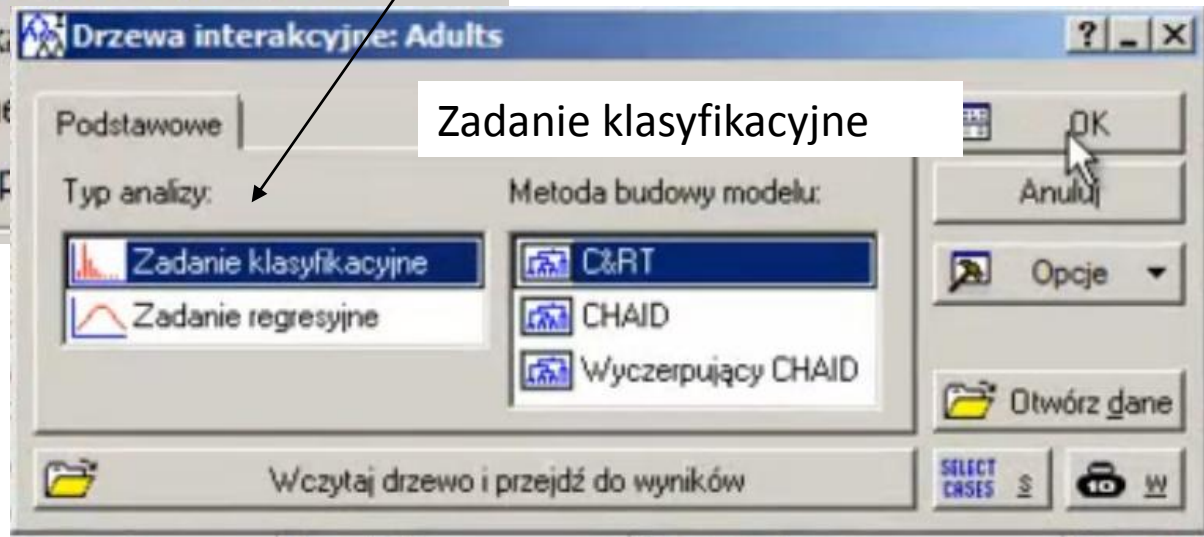 Drzewa interakcyjne: Adults
Podstawowe
Zadanie klasyfikacyjne
OK
Typ analizy:
Metoda budowy modelu:
Anuluj
Zadanie klasyfikacyjne
C&RT
Opcje
Zadanie regresyjne
CHAID
Wyczerpujący CHAID
Otwórz dane
Wczytaj drzewo i przejdź do wyników
SELECT CASES S
W